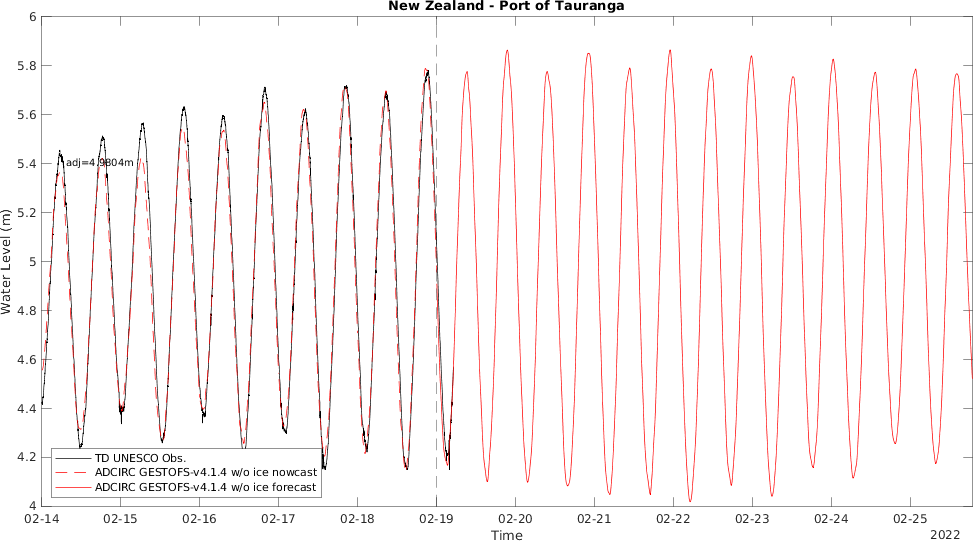 New Zealand - Port of Tauranga
Water Level (m)
6
5.8
5.6
5.4
5.2
5
4.8
4.6
4.4
4.2
4
adj=4.9804m
TD UNESCO Obs.
ADCIRC GESTOFS-v4.1.4 w/o ice nowcast
ADCIRC GESTOFS-v4.1.4 w/o ice forecast
02-14 02-15 02-16 02-17 02-18 02-19 02-20 02-21 02-22 02-23 02-24 02-25
Time
2022